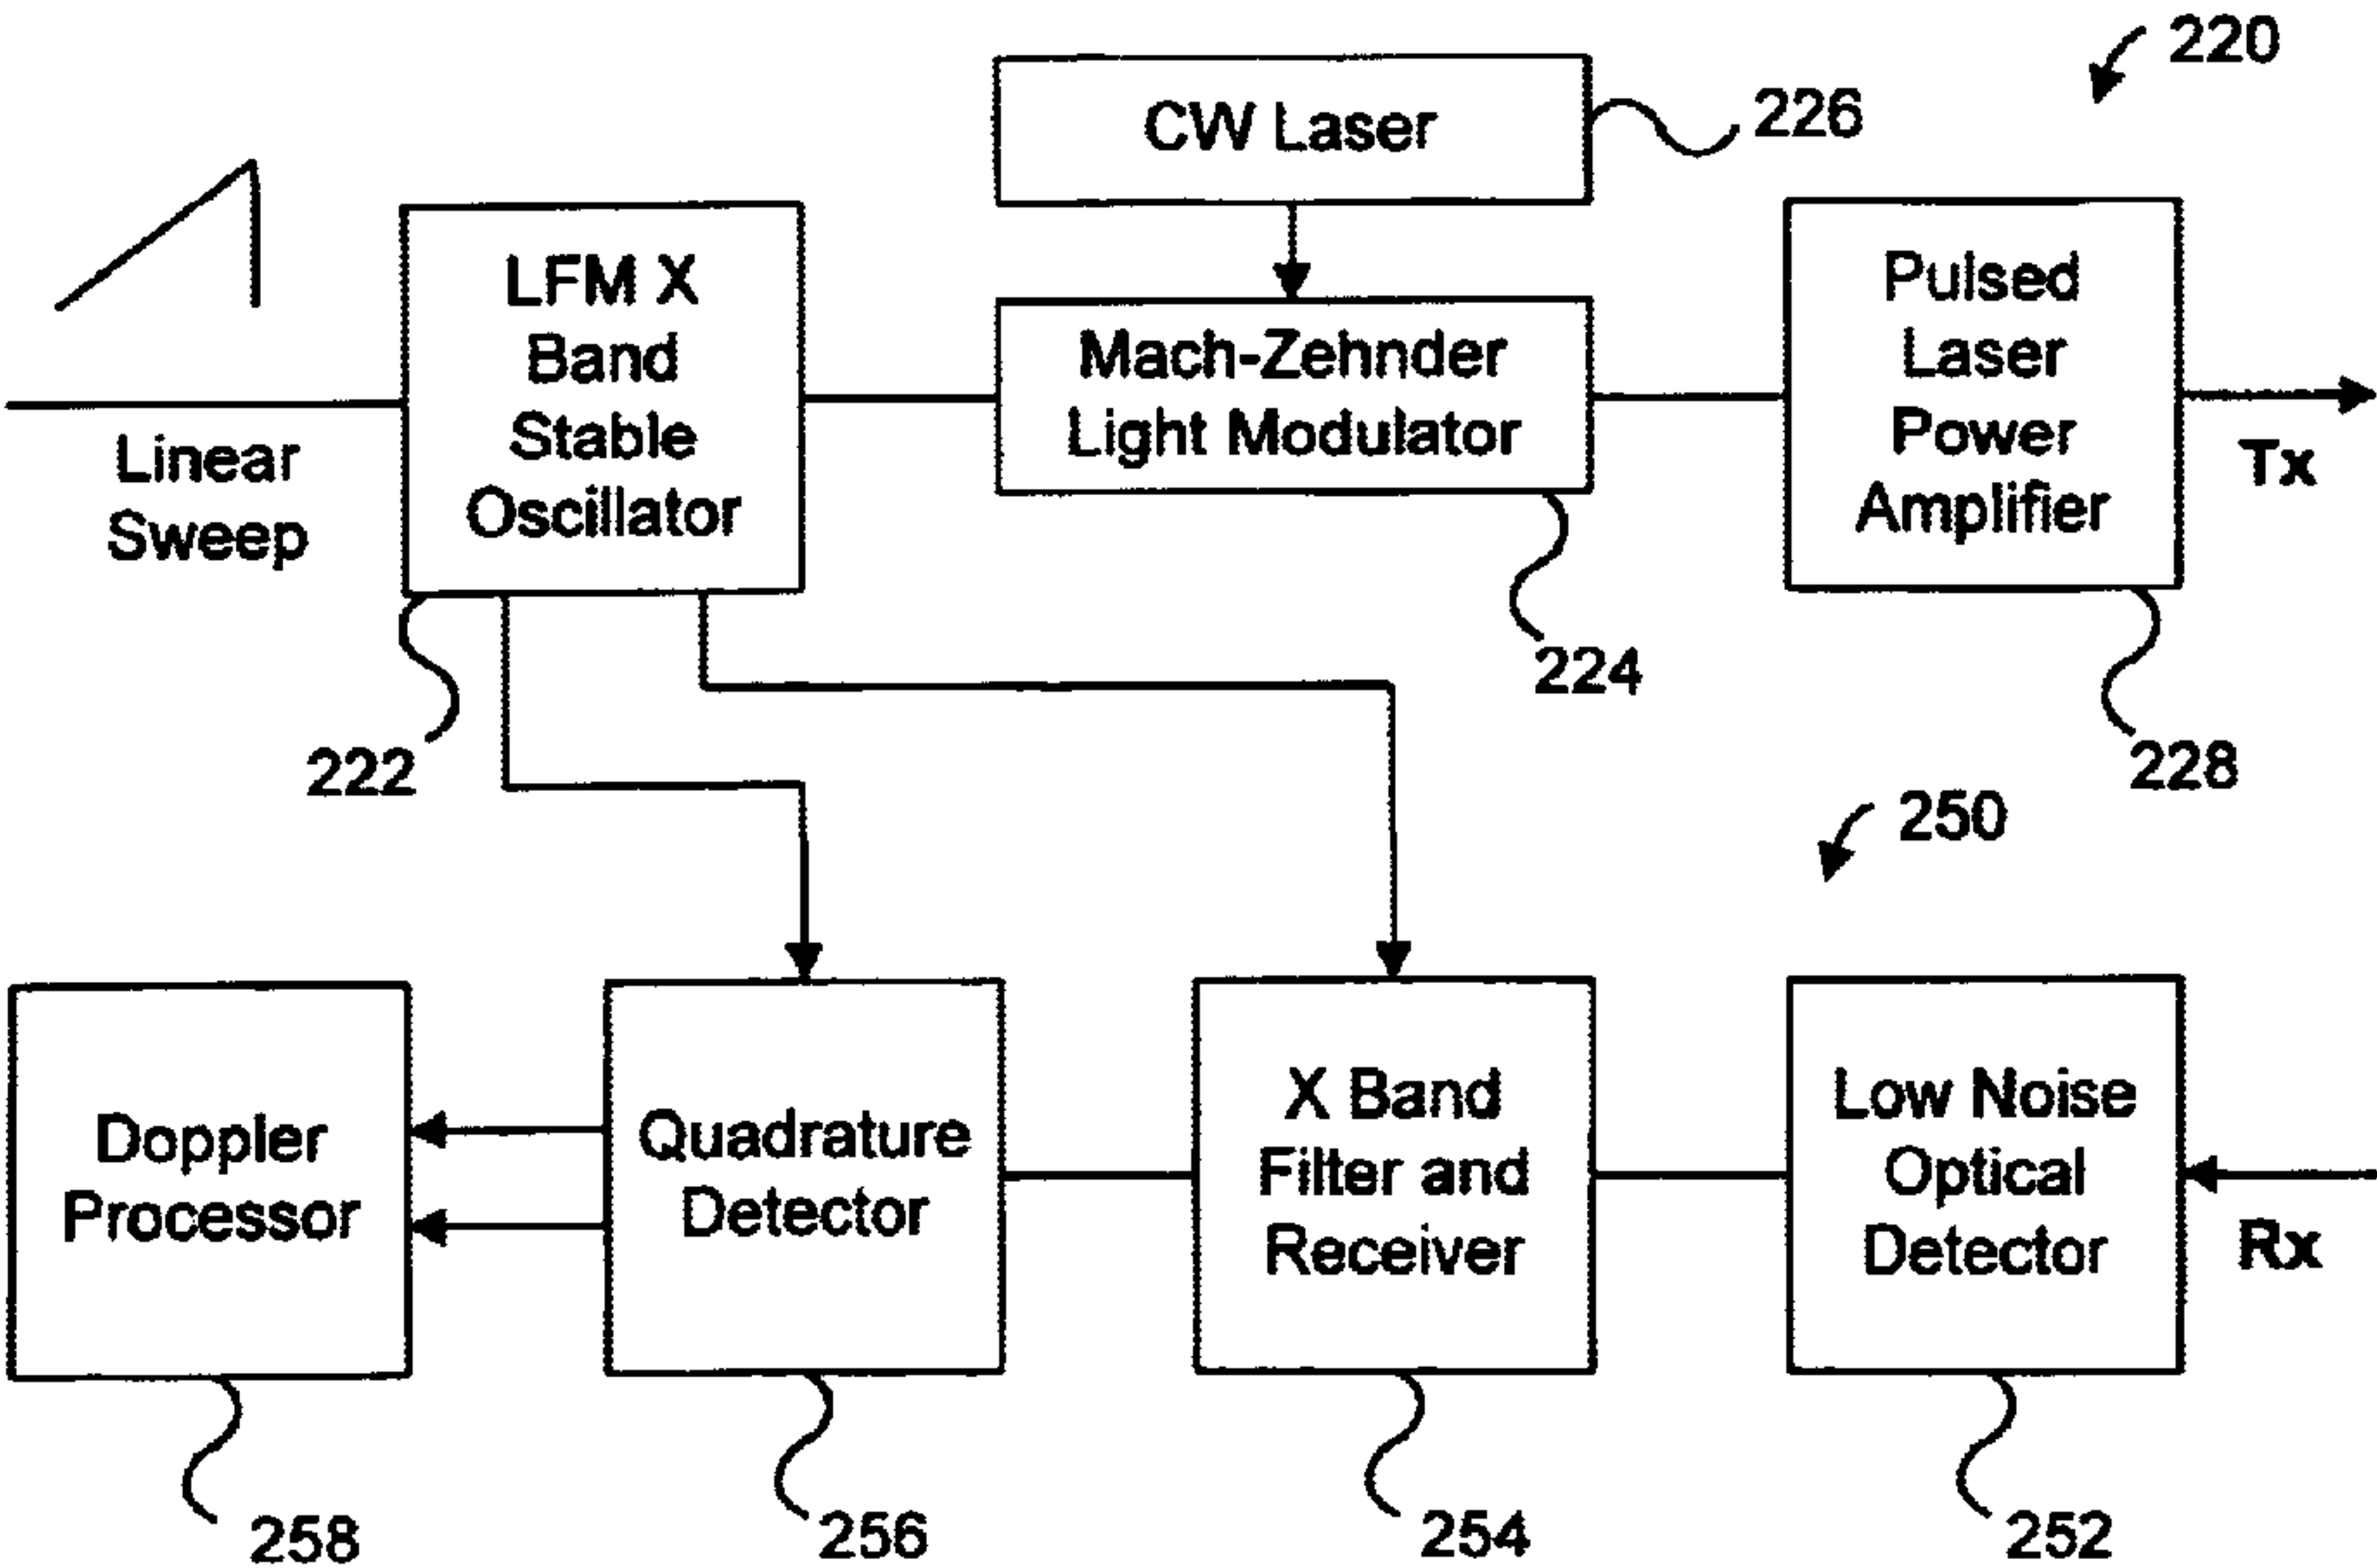 220
CW Laser
226
LFM X
Band
Stable
Oscillator
Mach-Zehnder
Light Modulator
Pulsed
Laser
Power
Amplifier
Linear
Sweep
Tx
222
224
228
250
Doppler
Processor
Quadrature
Detector
X Band
Filter and
Receiver
Low Noise
Optical
Detector
Rx
258
256
254
252